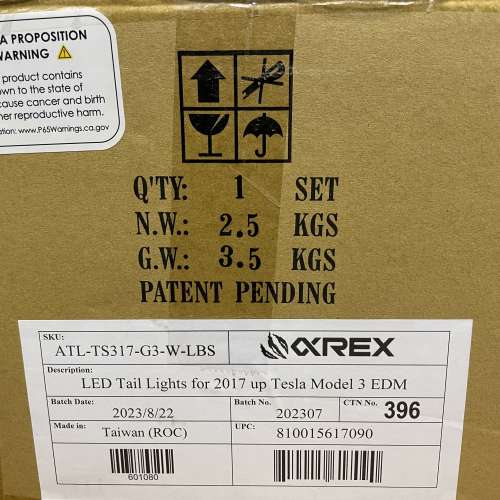 A PROPOSITION
WARNING
product contains
own to the state of
cause cancer and birth
her reproductive harm.
ation: www.P65Warnings.ca.gov
Q'TY: 1 SET
N.W.: 2.5 KGS
G.W.: 3.5 KGS
PATENT PENDING
SKU: ATL-TS317-G3-W-LBS
αREX
Description:
LED Tail Lights for 2017 up Tesla Model 3 EDM
Batch Date: 2023/8/22
Batch No. 202307
CTN No. 396
Made in: Taiwan (ROC)
UPC: 810015617090
601080